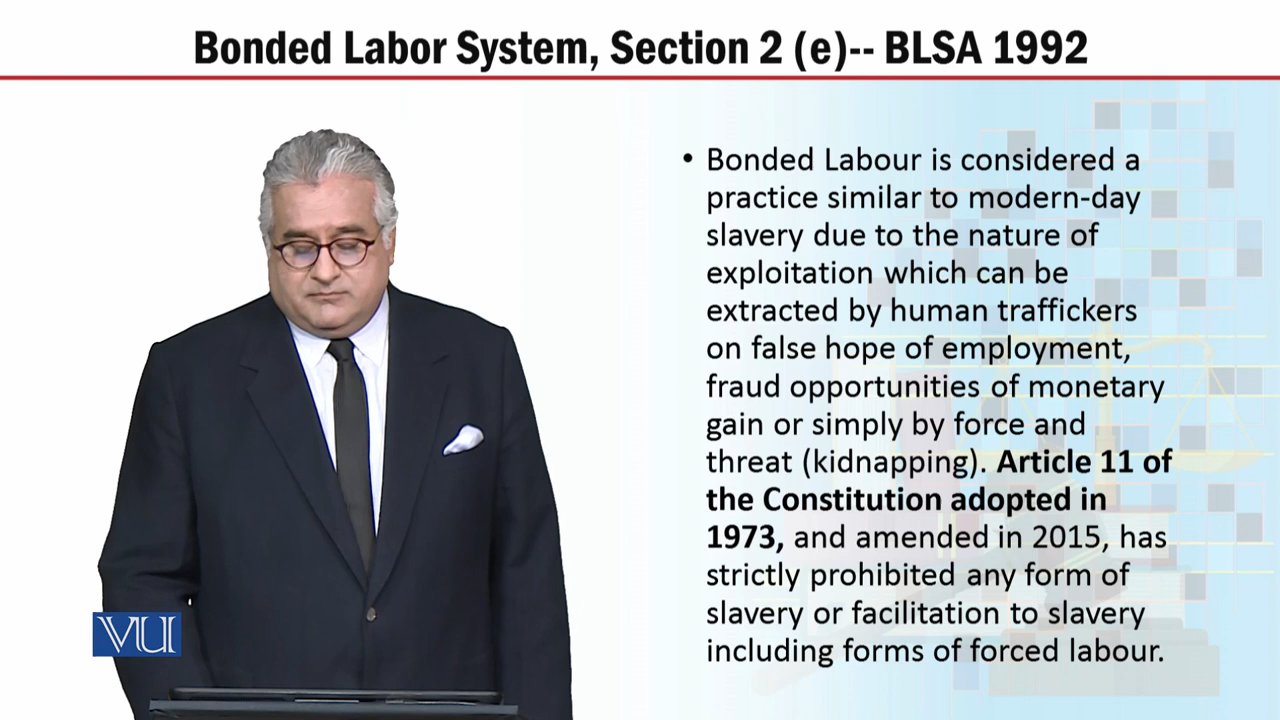 Bonded Labor System, Section 2 (e)-- BLSA 1992
• Bonded Labour is considered a
practice similar to modern-day
slavery due to the nature of
exploitation which can be
extracted by human traffickers
on false hope of employment,
fraud opportunities of monetary
gain or simply by force and
threat (kidnapping). Article 11 of
the Constitution adopted in
1973, and amended in 2015, has
strictly prohibited any form of
slavery or facilitation to slavery
including forms of forced labour.
VU